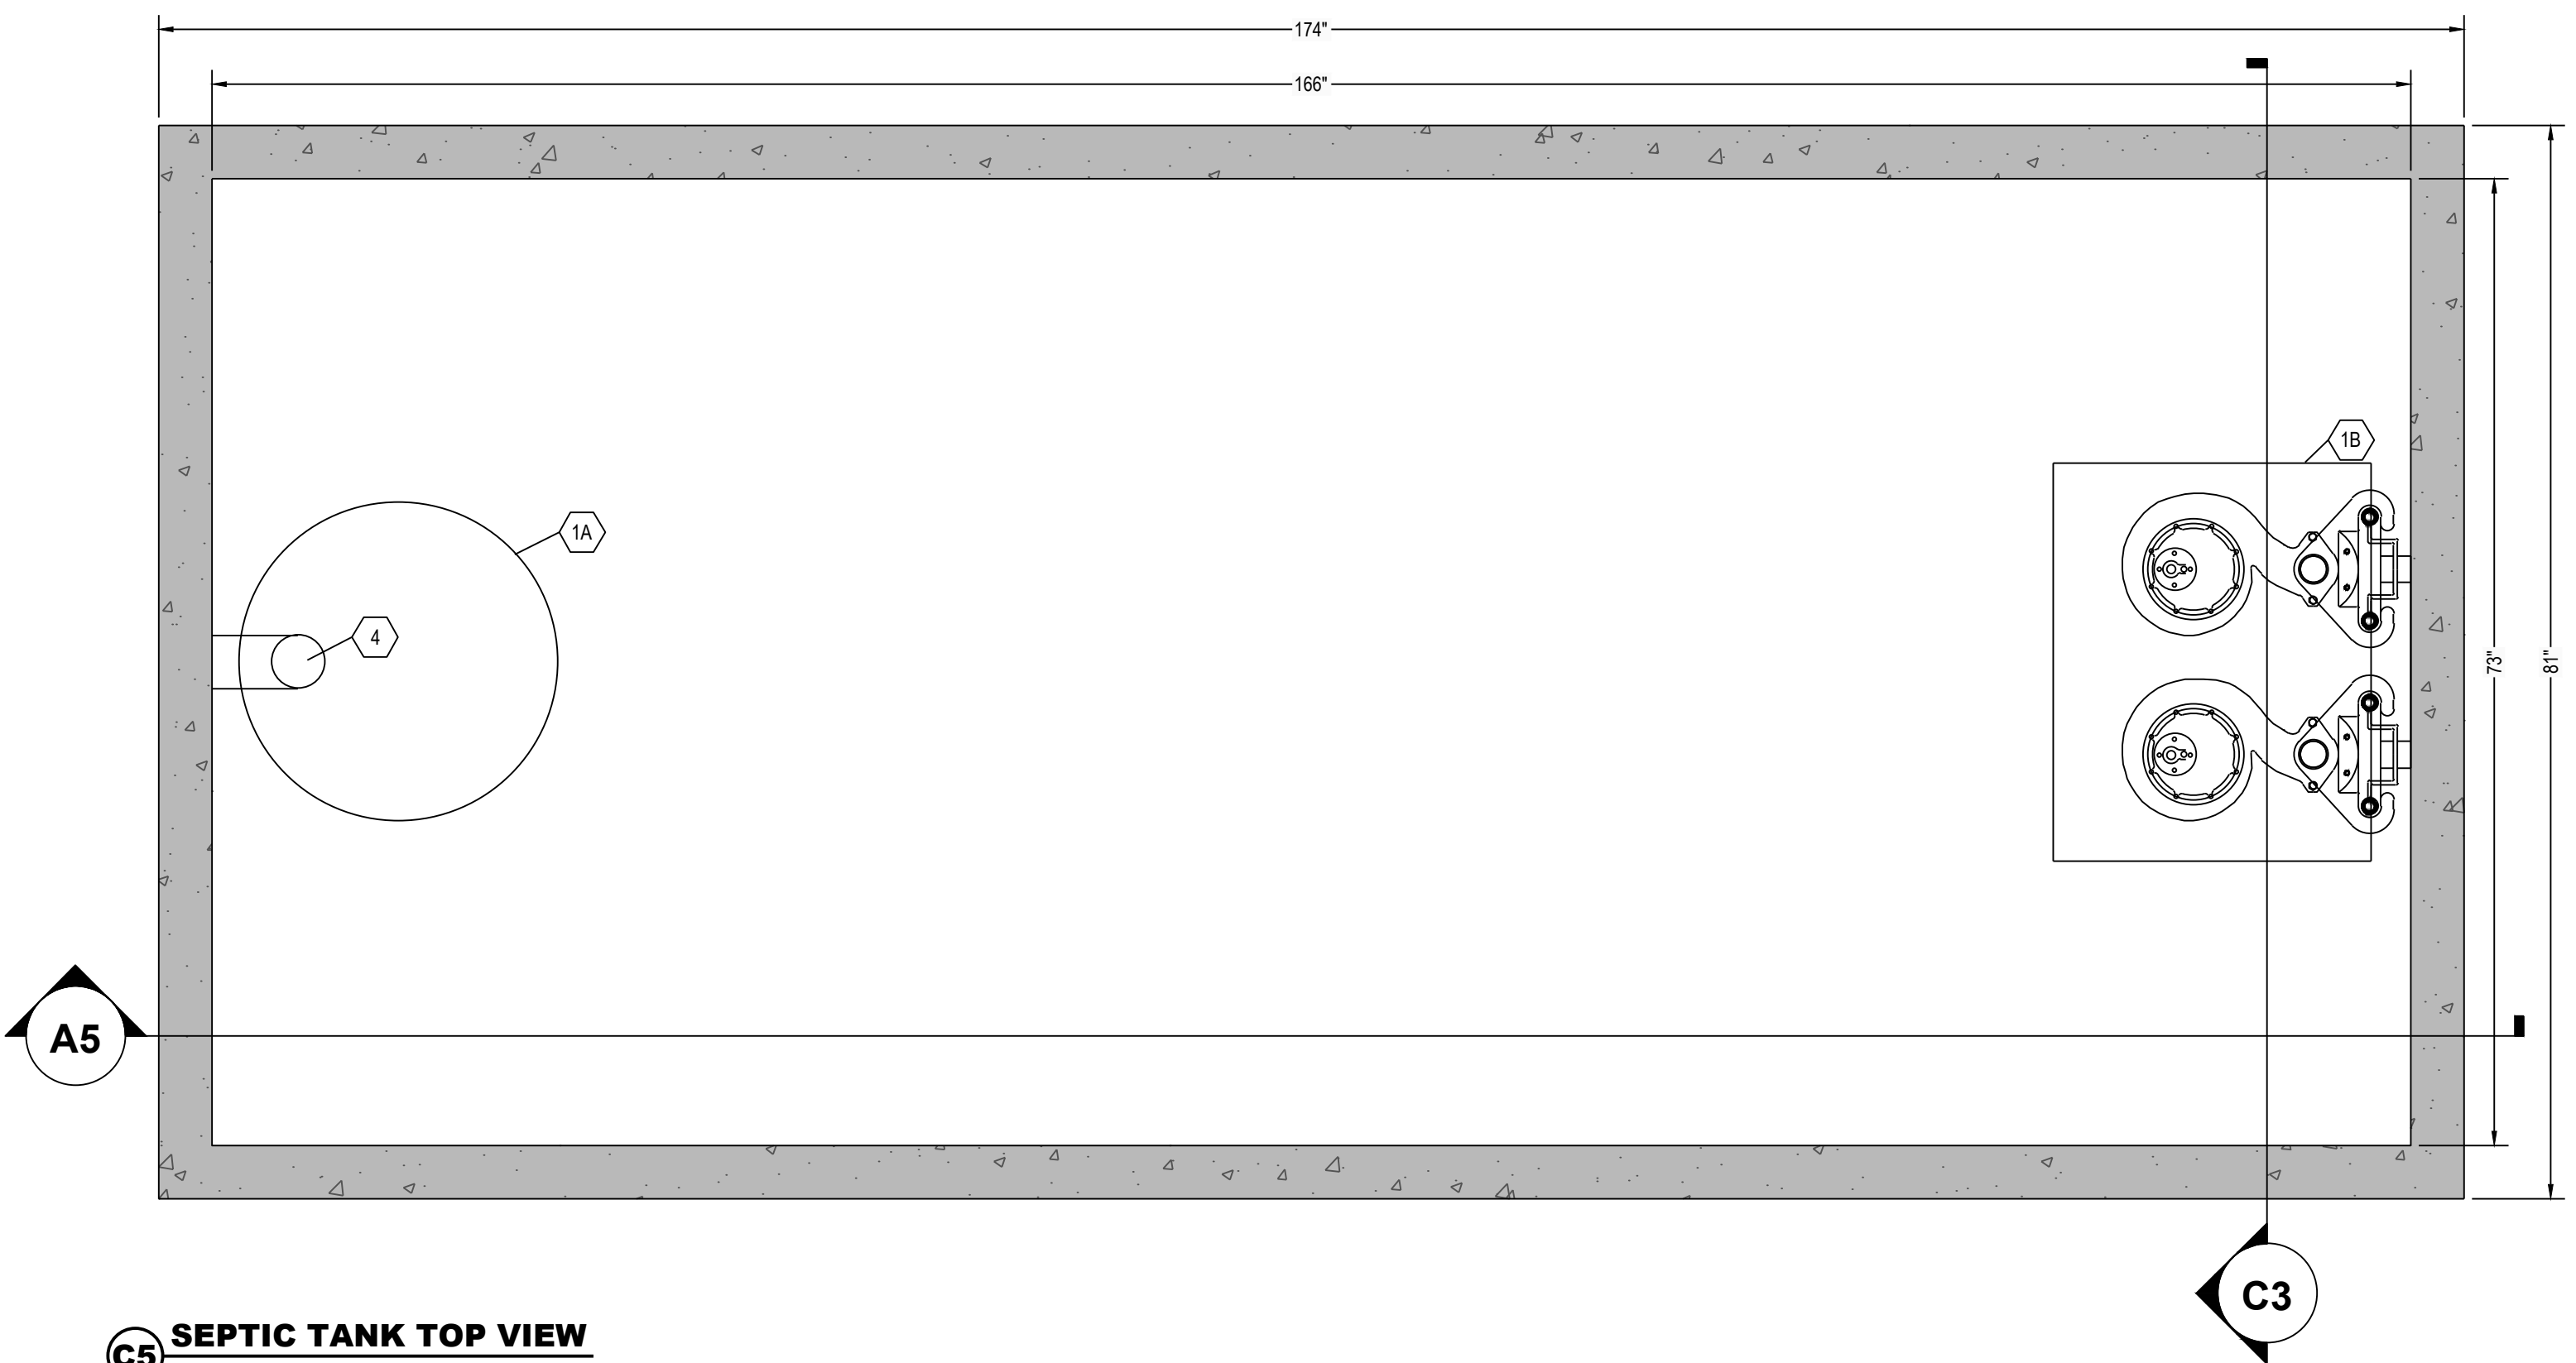 174"
166"
1B
1A
4
73"
81"
A5
C3
SEPTIC TANK TOP VIEW
C5